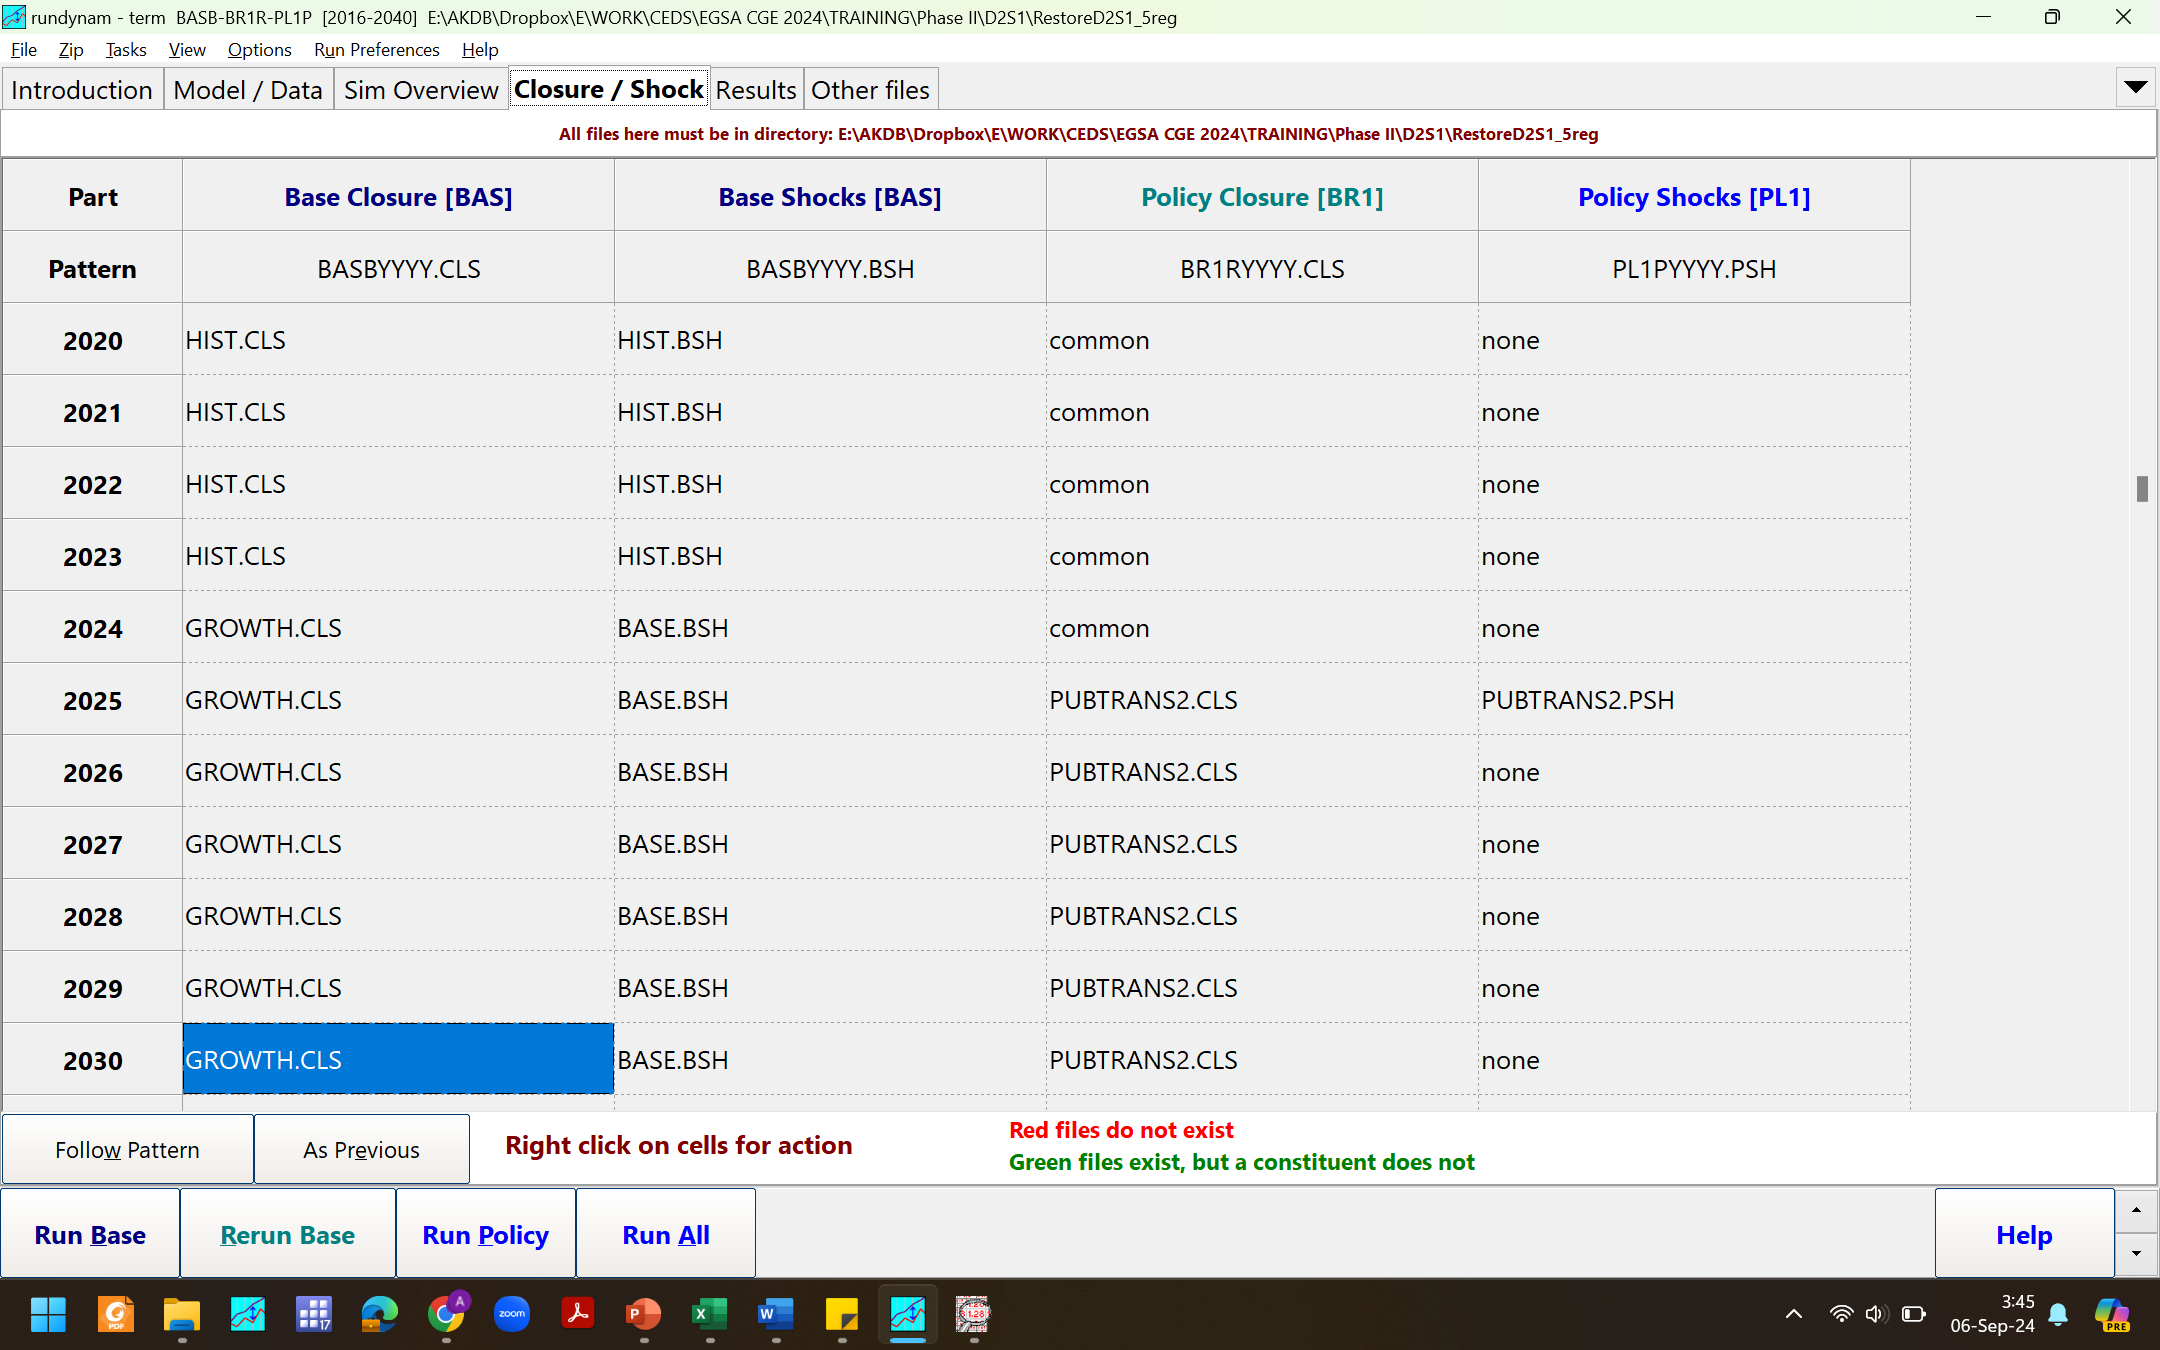 rundynam - term BASB-BR1R-PL1P [2016-2040] E:\AKDB\Dropbox\E\WORK\CEDS\EGSA CGE 2024\TRAINING\Phase II\D2S1\RestoreD2S1_5reg
File Zip Tasks View Options Run Preferences Help
Introduction Model / Data Sim Overview Closure / Shock Results Other files
All files here must be in directory: E:\AKDB\Dropbox\E\WORK\CEDS\EGSA CGE 2024\TRAINING\Phase II\D2S1\RestoreD2S1_5reg
Part Base Closure [BAS] Base Shocks [BAS] Policy Closure [BR1] Policy Shocks [PL1]
Pattern BASBYYYY.CLS BASBYYYY.BSH BR1RYYYY.CLS PL1PYYYY.PSH
2020 HIST.CLS HIST.BSH common none
2021 HIST.CLS HIST.BSH common none
2022 HIST.CLS HIST.BSH common none
2023 HIST.CLS HIST.BSH common none
2024 GROWTH.CLS BASE.BSH common none
2025 GROWTH.CLS BASE.BSH PUBTRANS2.CLS PUBTRANS2.PSH
2026 GROWTH.CLS BASE.BSH PUBTRANS2.CLS none
2027 GROWTH.CLS BASE.BSH PUBTRANS2.CLS none
2028 GROWTH.CLS BASE.BSH PUBTRANS2.CLS none
2029 GROWTH.CLS BASE.BSH PUBTRANS2.CLS none
2030 GROWTH.CLS BASE.BSH PUBTRANS2.CLS none
Follow Pattern As Previous Right click on cells for action
Red files do not exist
Green files exist, but a constituent does not
Run Base Rerun Base Run Policy Run All Help
PDF 17 A zoom P X W PRE
3:45
06-Sep-24